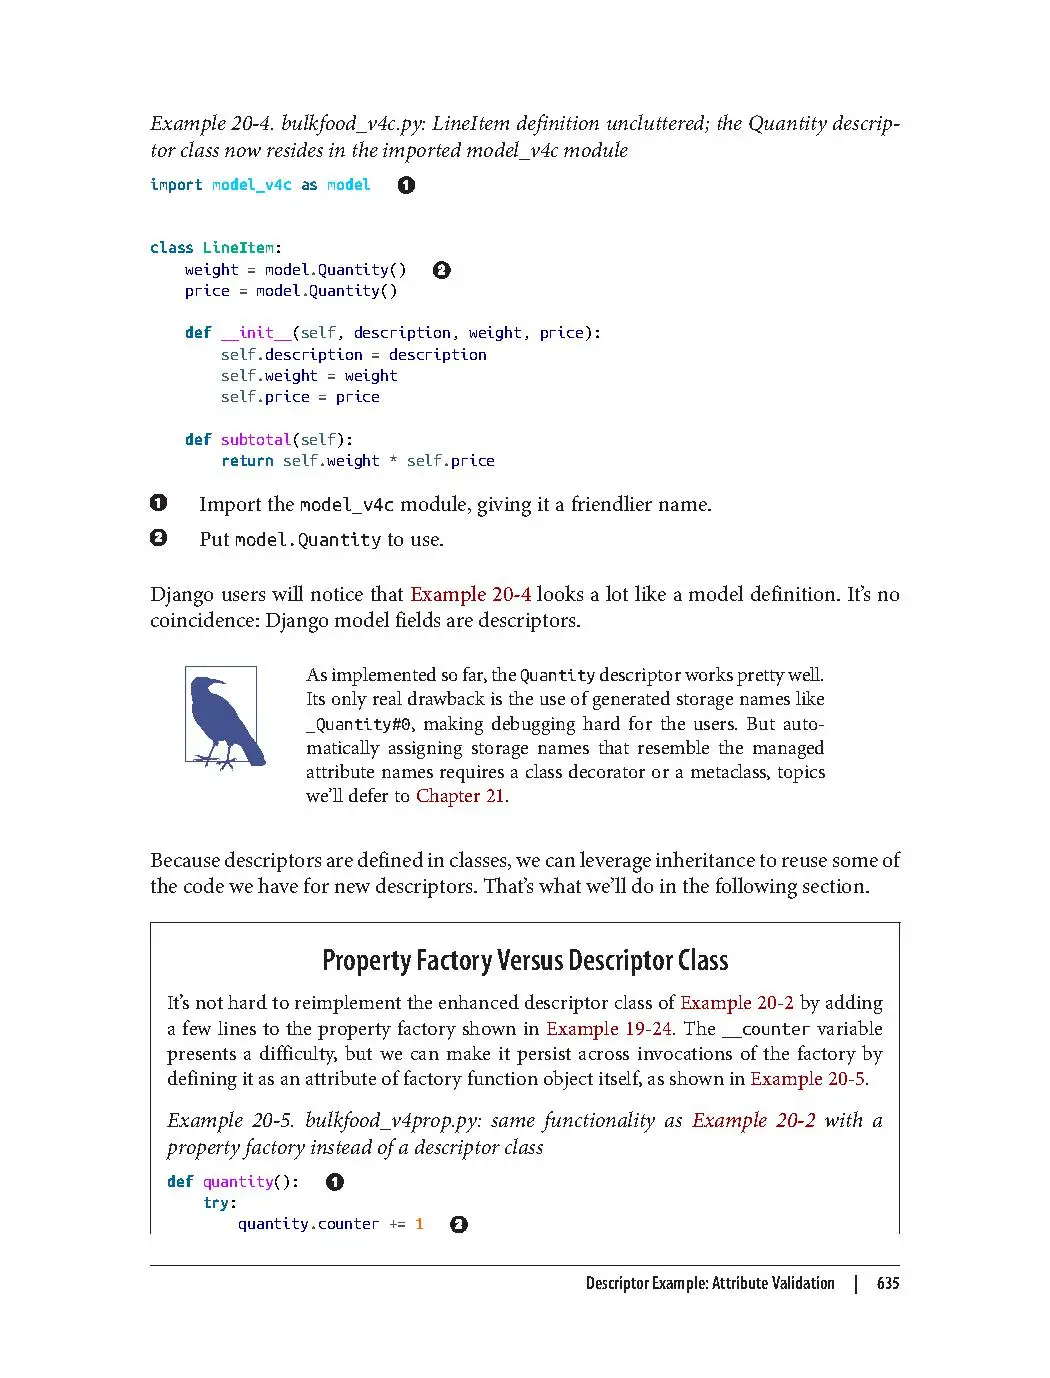 Example 20-4. bulkfood_v4c.py: LineItem definition uncluttered; the Quantity descrip-
tor class now resides in the imported model_v4c module
import model_v4c as model ❶
class LineItem:
    weight = model.Quantity() ❷
    price = model.Quantity()
    def __init__(self, description, weight, price):
        self.description = description
        self.weight = weight
        self.price = price
    def subtotal(self):
        return self.weight * self.price
❶ Import the model_v4c module, giving it a friendlier name.
❷ Put model.Quantity to use.
Django users will notice that Example 20-4 looks a lot like a model definition. It’s no
coincidence: Django model fields are descriptors.
As implemented so far, the Quantity descriptor works pretty well.
Its only real drawback is the use of generated storage names like
_Quantity#0, making debugging hard for the users. But auto-
matically assigning storage names that resemble the managed
attribute names requires a class decorator or a metaclass, topics
we’ll defer to Chapter 21.
Because descriptors are defined in classes, we can leverage inheritance to reuse some of
the code we have for new descriptors. That’s what we’ll do in the following section.
Property Factory Versus Descriptor Class
It’s not hard to reimplement the enhanced descriptor class of Example 20-2 by adding
a few lines to the property factory shown in Example 19-24. The __counter variable
presents a difficulty, but we can make it persist across invocations of the factory by
defining it as an attribute of factory function object itself, as shown in Example 20-5.
Example 20-5. bulkfood_v4prop.py: same functionality as Example 20-2 with a
property factory instead of a descriptor class
def quantity(): ❶
    try:
        quantity.counter += 1 ❷
Descriptor Example: Attribute Validation | 635